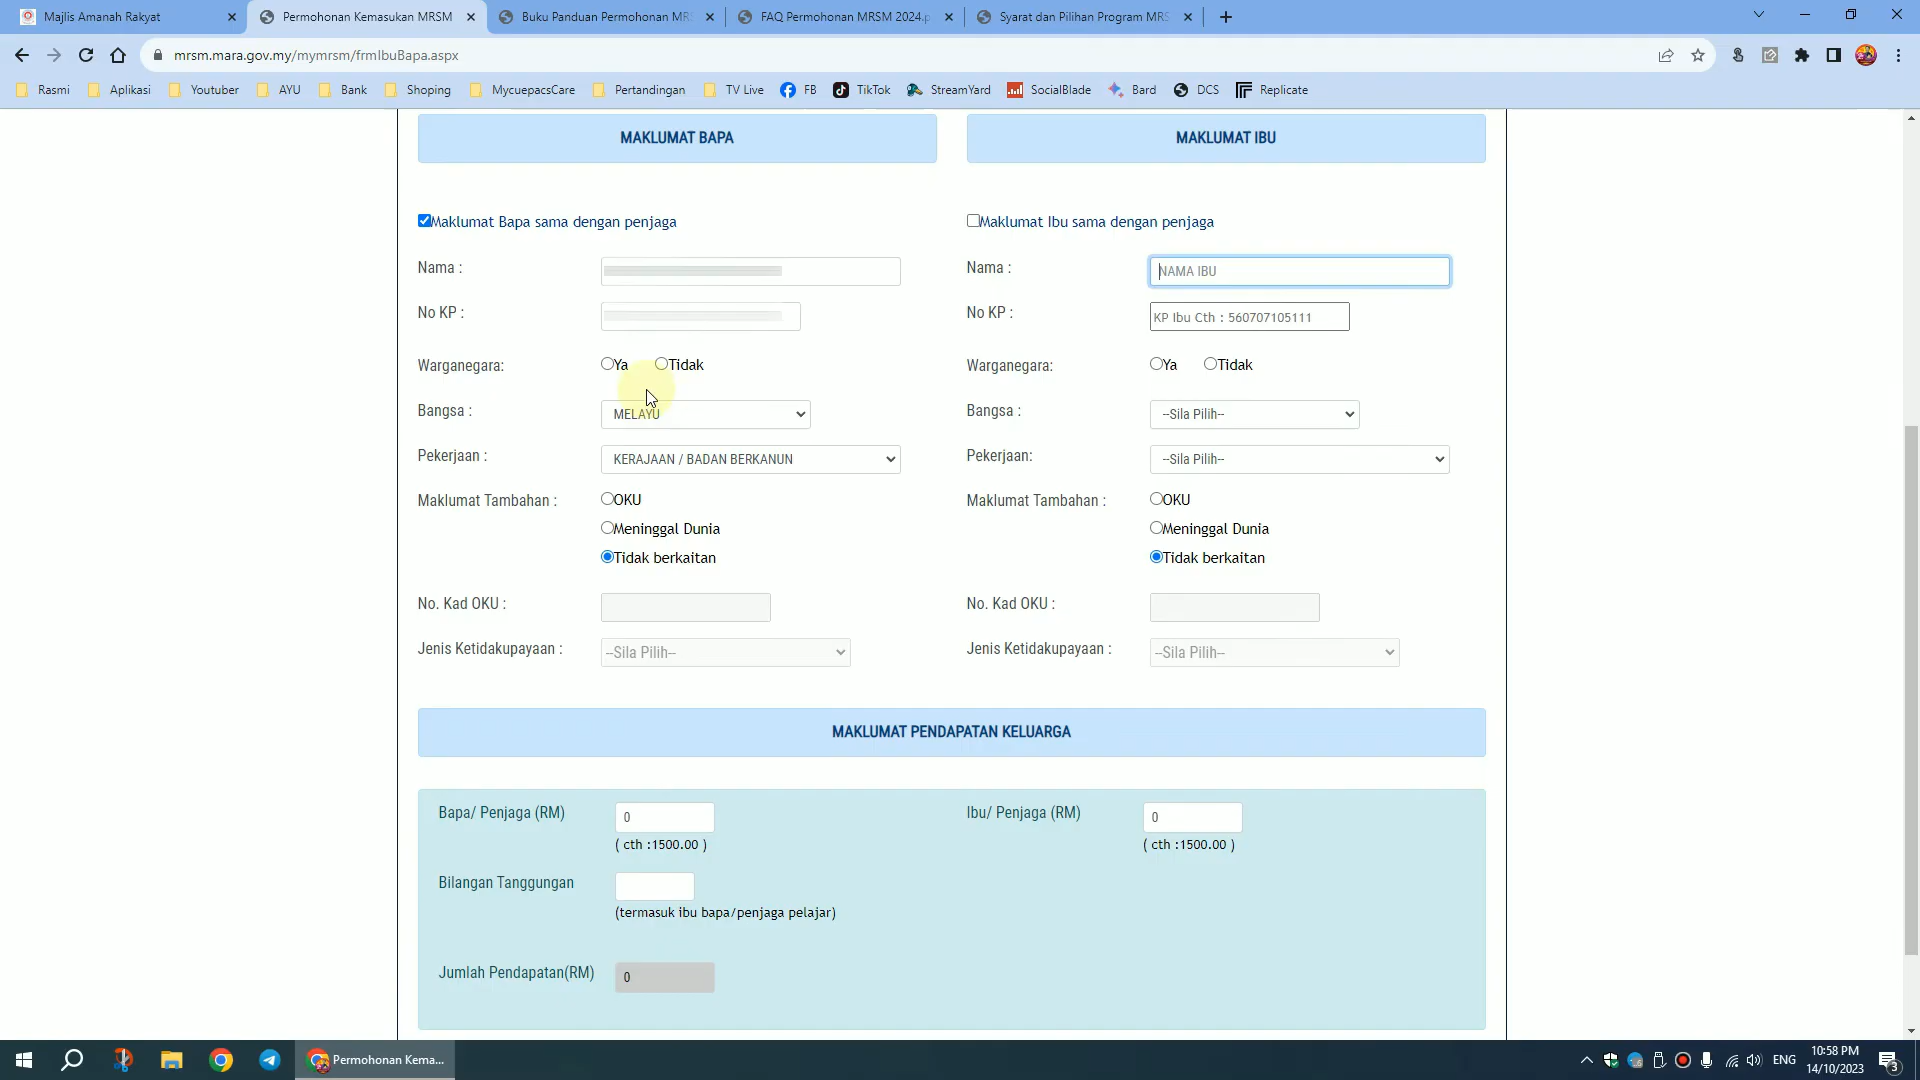 Majlis Amanah Rakyat
Permohonan Kemasukan MRSM
Buku Panduan Permohonan MR
FAQ Permohonan MRSM 2024.p
Syarat dan Pilihan Program MRS
mrsm.mara.gov.my/mymrsm/frmIbuBapa.aspx
Rasmi Aplikasi Youtuber AYU Bank Shoping MycuepacsCare Pertandingan TV Live FB TikTok StreamYard SocialBlade Bard DCS Replicate
MAKLUMAT BAPA
MAKLUMAT IBU
Maklumat Bapa sama dengan penjaga
Maklumat Ibu sama dengan penjaga
Nama :
Nama : NAMA IBU
No KP :
No KP : KP Ibu Cth : 560707105111
Warganegara: Ya Tidak
Warganegara: Ya Tidak
Bangsa : MELAYU
Bangsa : --Sila Pilih--
Pekerjaan : KERAJAAN / BADAN BERKANUN
Pekerjaan: --Sila Pilih--
Maklumat Tambahan : OKU
Meninggal Dunia
Tidak berkaitan
Maklumat Tambahan : OKU
Meninggal Dunia
Tidak berkaitan
No. Kad OKU :
No. Kad OKU :
Jenis Ketidakupayaan : --Sila Pilih--
Jenis Ketidakupayaan : --Sila Pilih--
MAKLUMAT PENDAPATAN KELUARGA
Bapa/ Penjaga (RM) 0
( cth :1500.00 )
Ibu/ Penjaga (RM) 0
( cth :1500.00 )
Bilangan Tanggungan
(termasuk ibu bapa/penjaga pelajar)
Jumlah Pendapatan(RM) 0
Permohonan Kema...
ENG
10:58 PM
14/10/2023
3